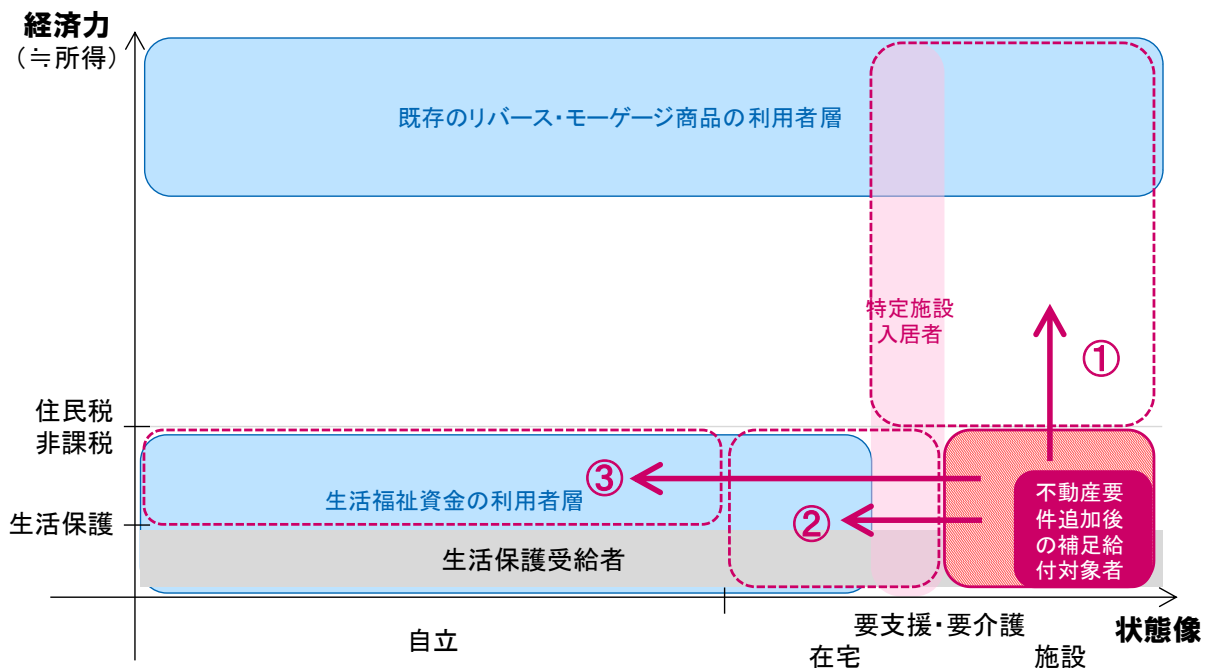 経済力
(≒所得)
既存のリバース・モーゲージ商品の利用者層
特定施設
入居者
①
住民税
非課税
③
生活福祉資金の利用者層
②
不動産要
件追加後
の補足給
付対象者
生活保護
生活保護受給者
要支援・要介護
状態像
自立
在宅
施設